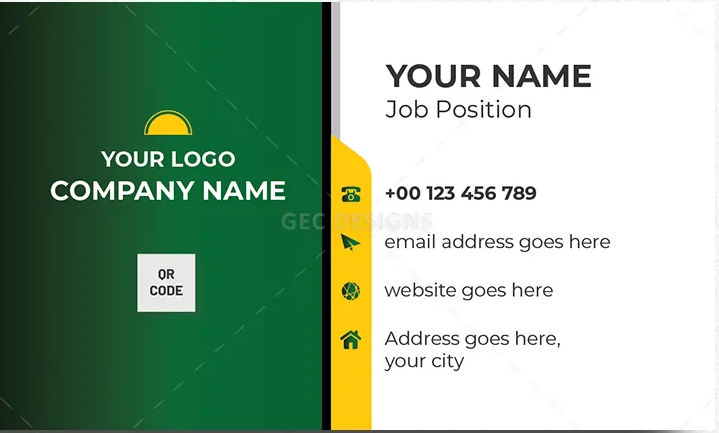 YOUR LOGO
COMPANY NAME
QR
CODE
YOUR NAME
Job Position
+00 123 456 789
email address goes here
website goes here
Address goes here,
your city
GEC DESIGNS